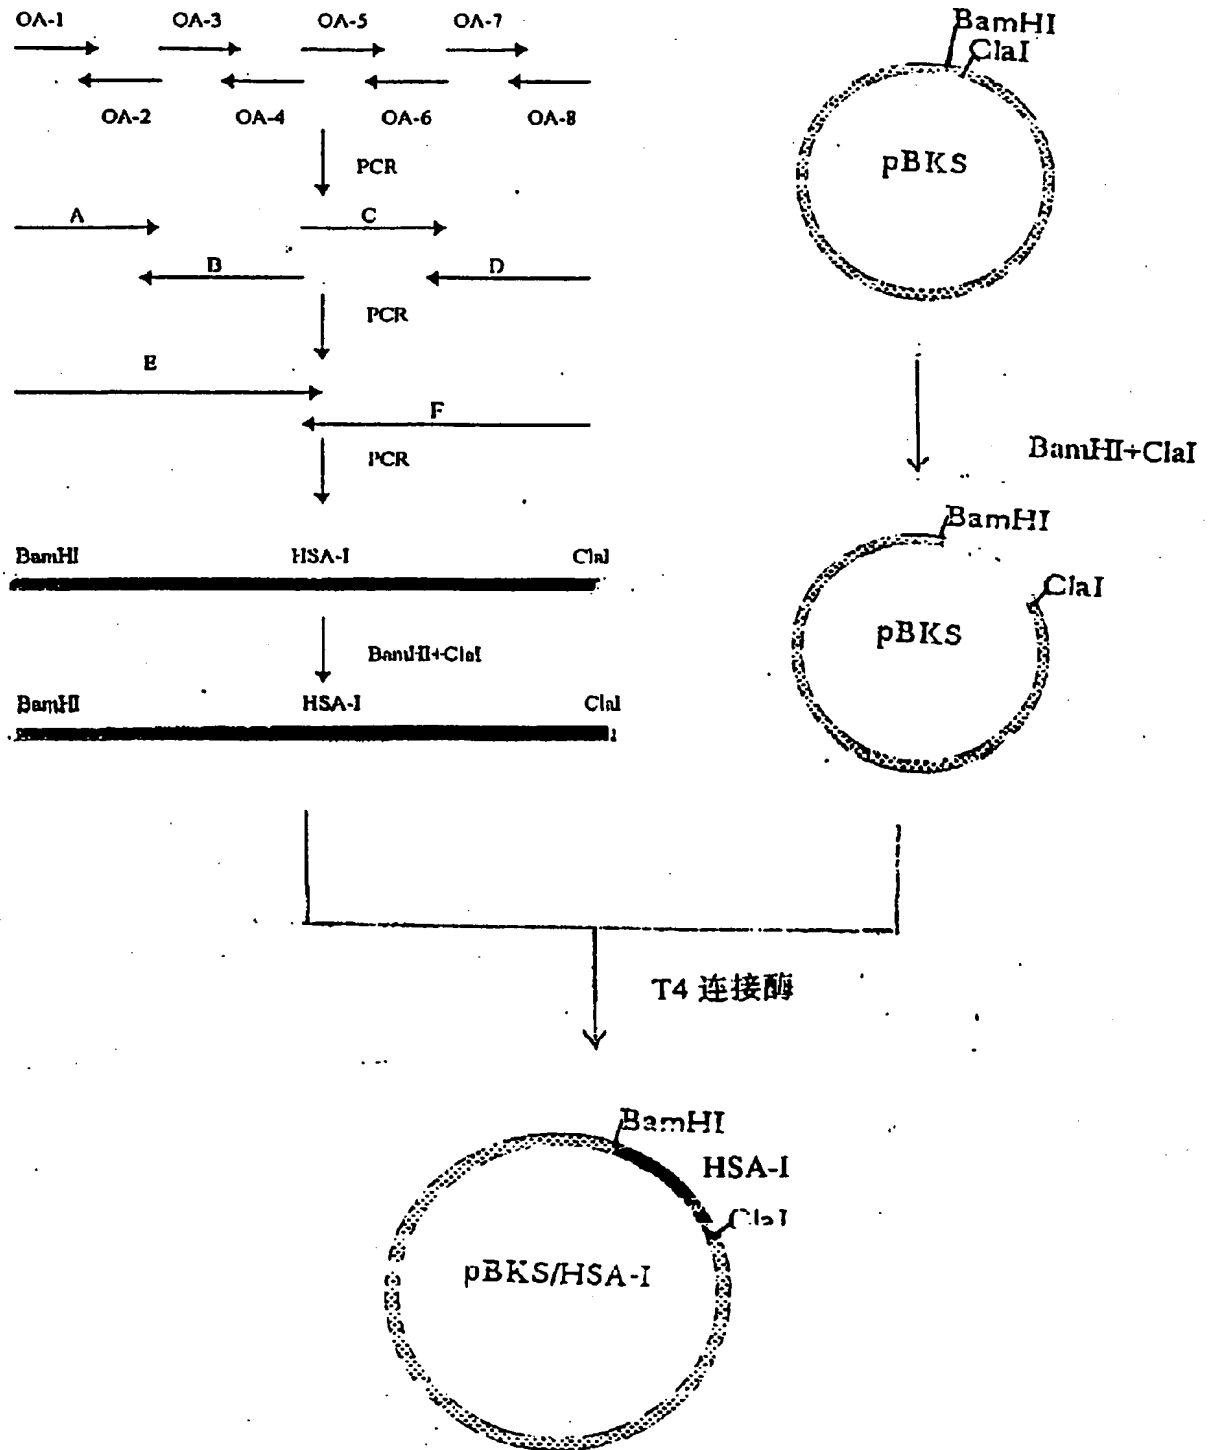 OA-1 OA-3 OA-5 OA-7
OA-2 OA-4 OA-6 OA-8
PCR
A C
B D
PCR
E
F
PCR
BamHI HSA-I ClaI
BamHI+ClaI
BamHI HSA-I ClaI
BamHI
ClaI
pBKS
BamHI+ClaI
BamHI
ClaI
pBKS
T4 连接酶
BamHI
HSA-I
ClaI
pBKS/HSA-I